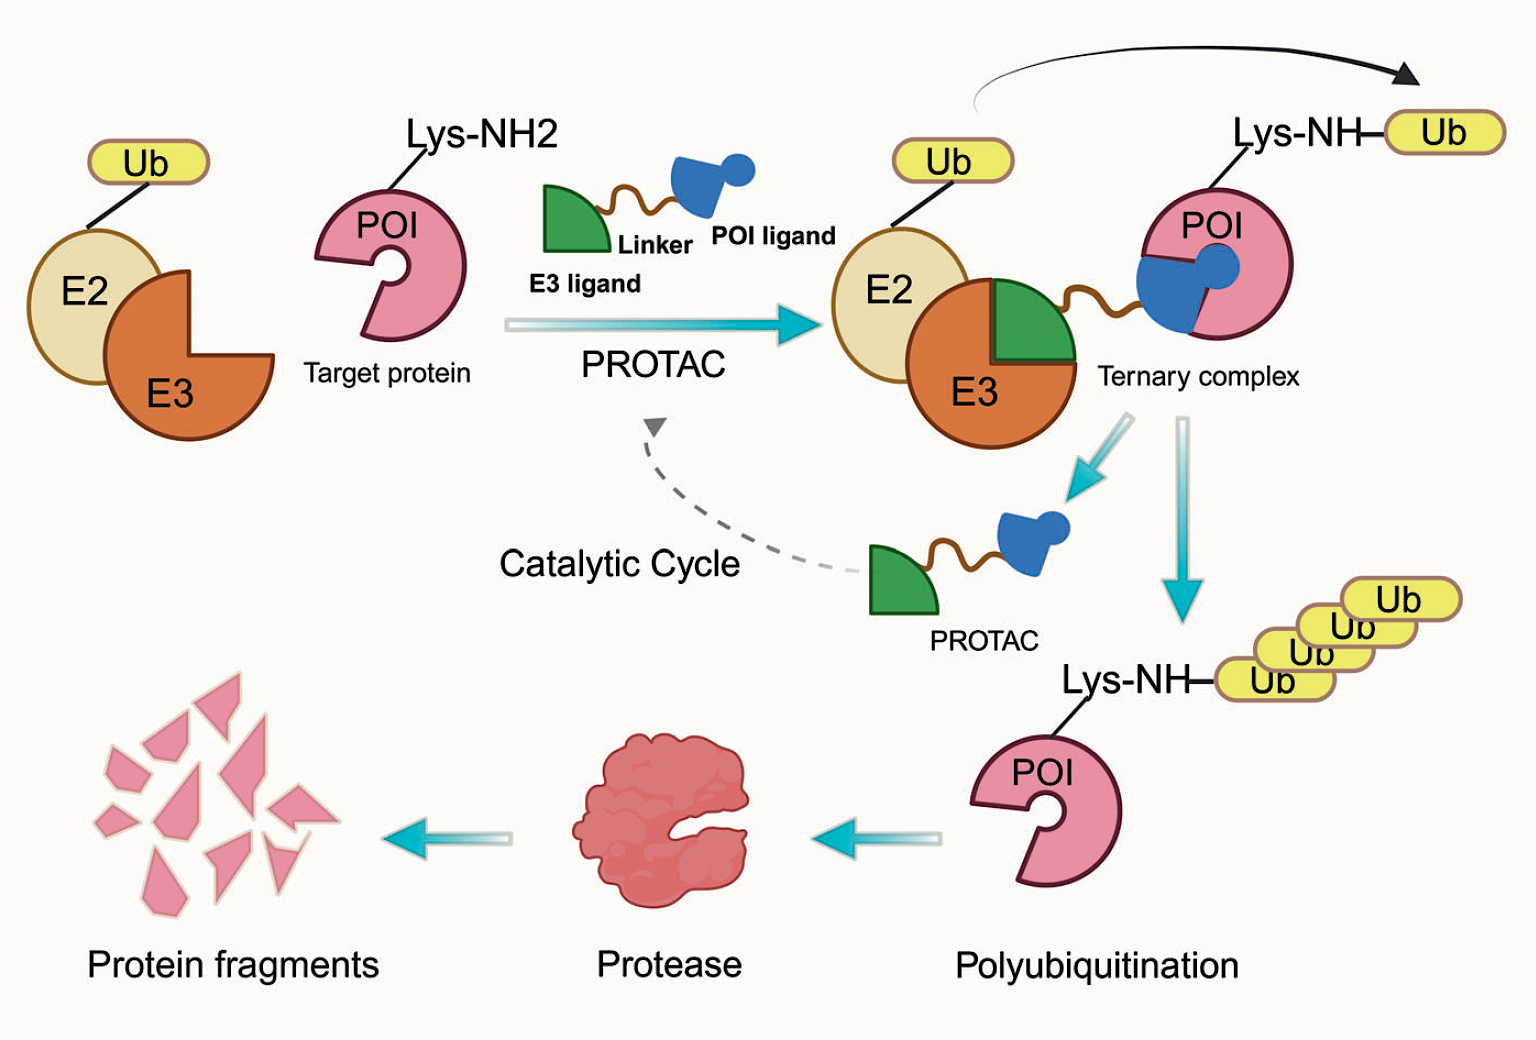 Ub
E2
E3
Lys-NH2
POI
Target protein
E3 ligand
Linker
POI ligand
PROTAC
Ub
E2
E3
Lys-NH
Ub
POI
Ternary complex
Catalytic Cycle
PROTAC
Lys-NH
Ub
Ub
Ub
Ub
POI
Protein fragments
Protease
Polyubiquitination